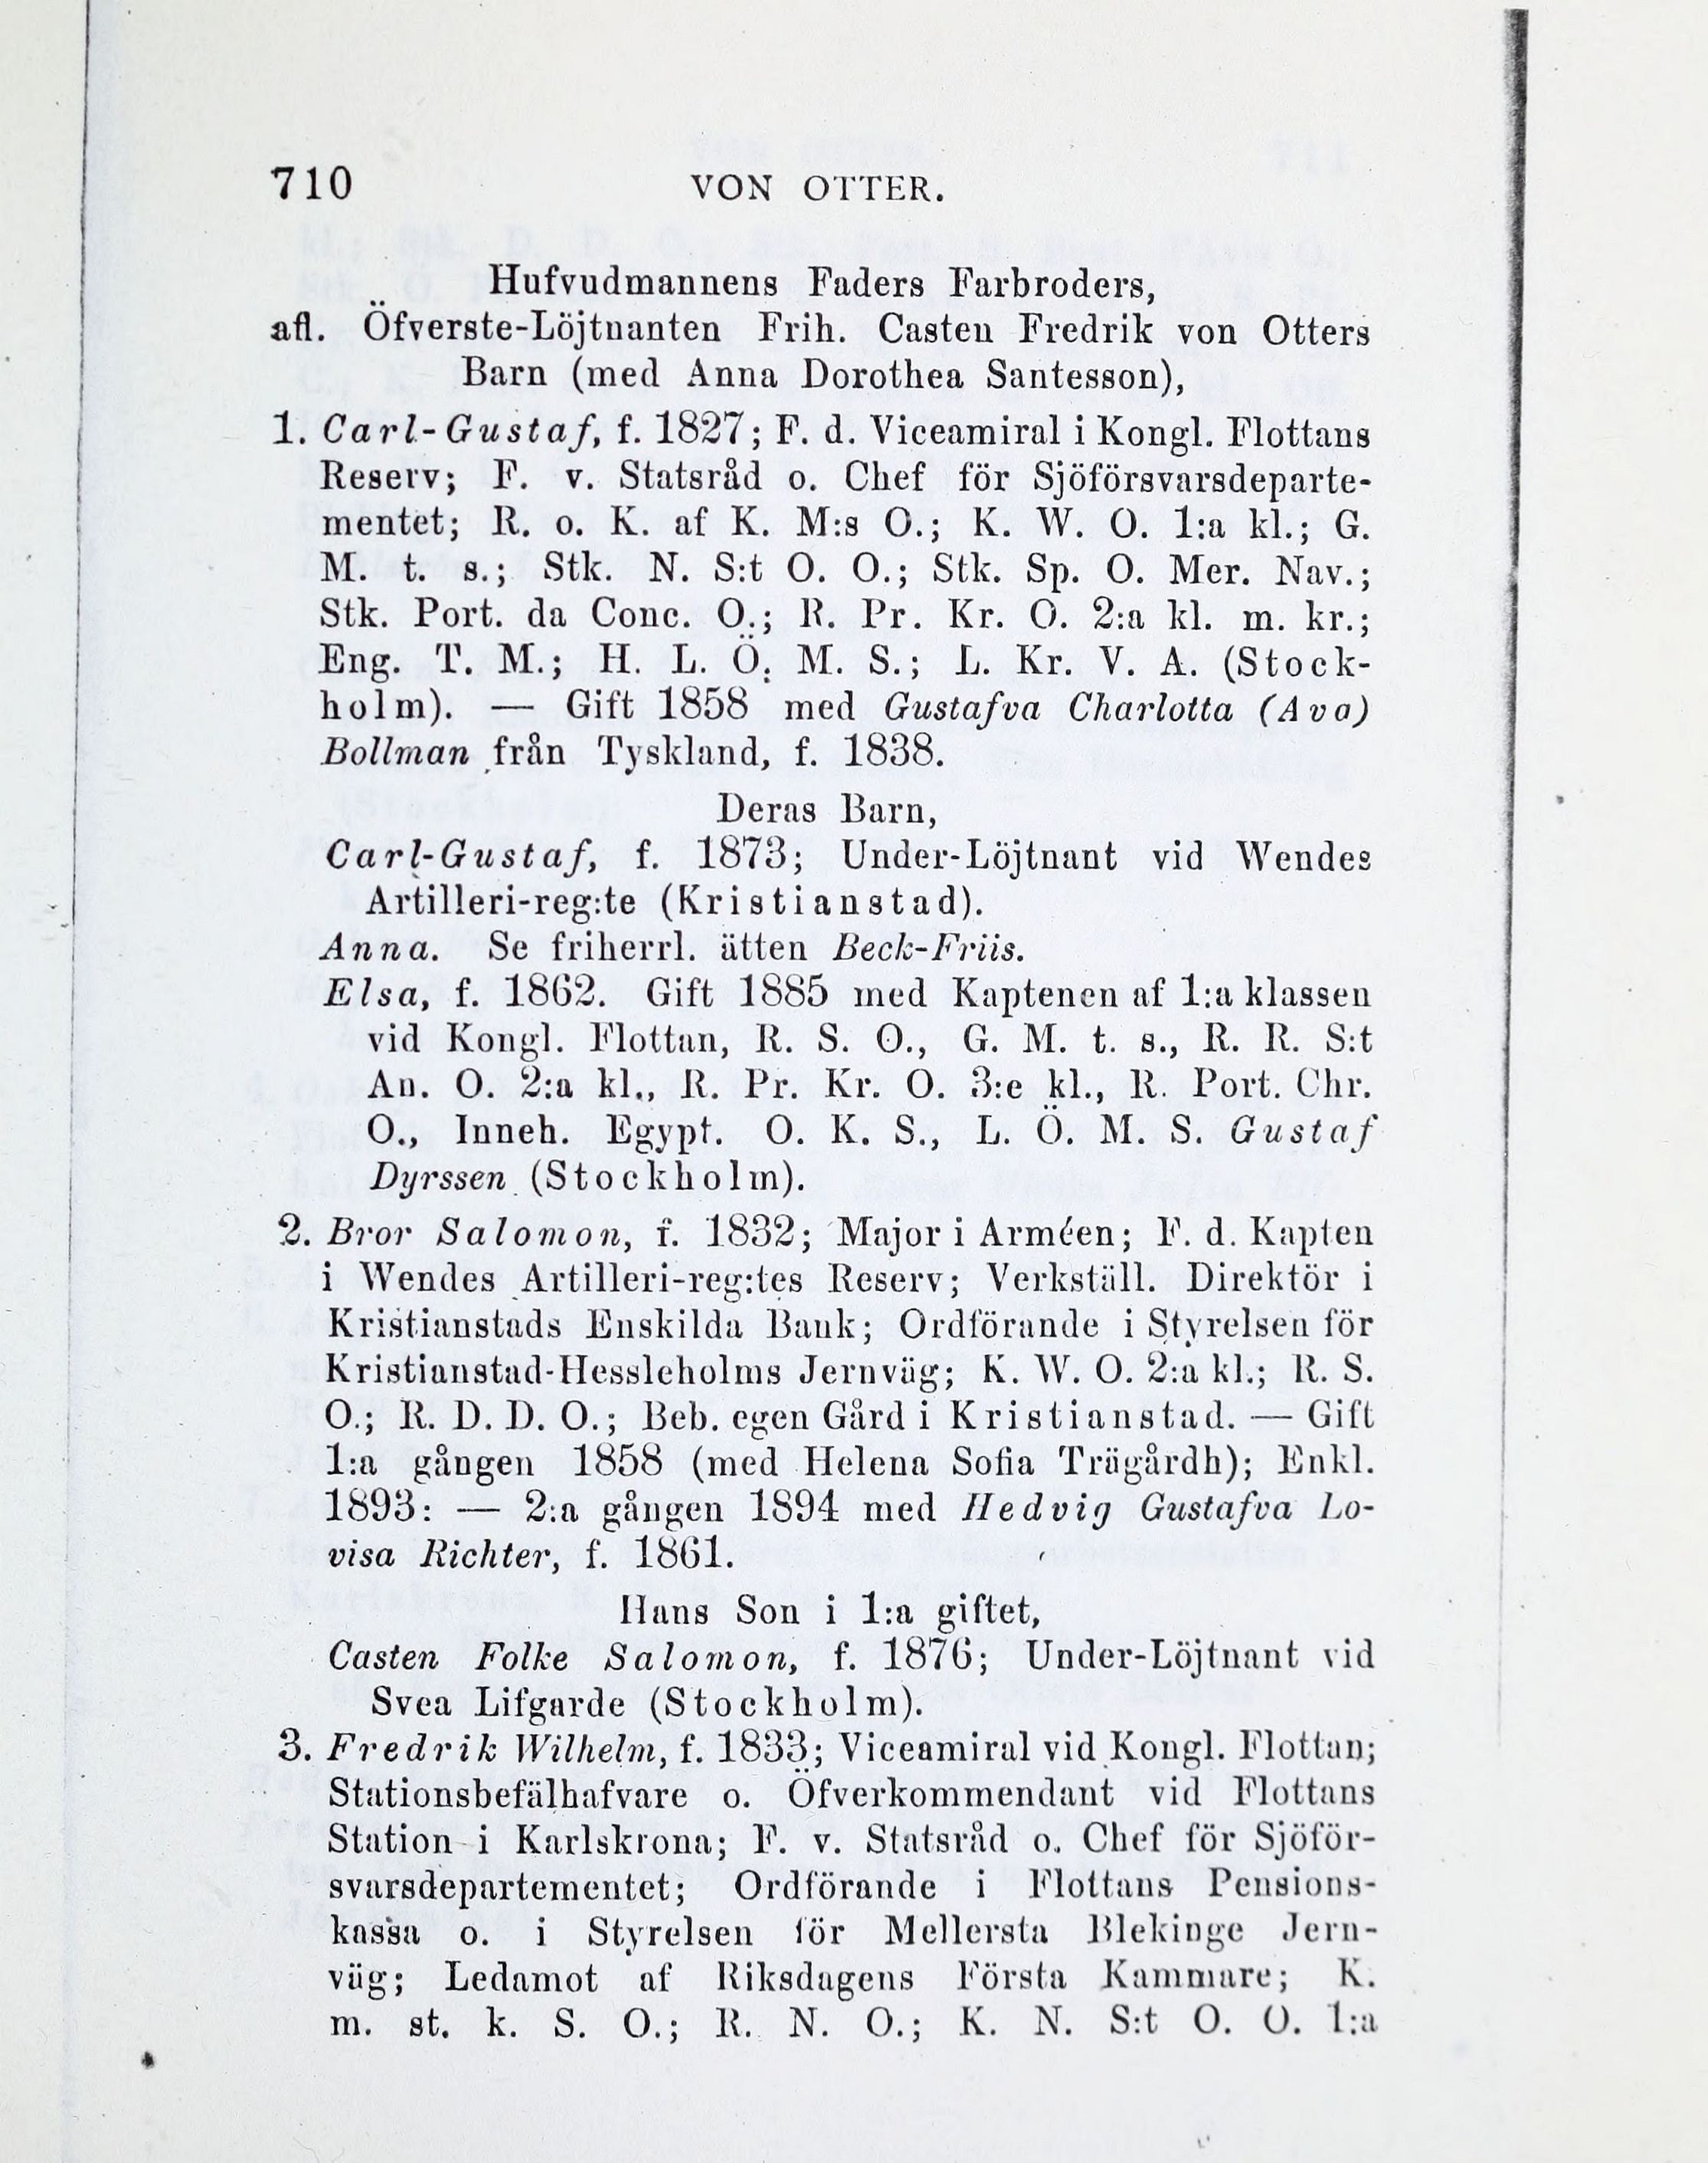 710 VON OTTER.
Hufvudmannens Faders Farbroders,
afl. Öfverste-Löjtnanten Frih. Casten Fredrik von Otters
Barn (med Anna Dorothea Santesson),
1. Carl-Gustaf, f. 1827; F. d. Viceamiral i Kongl. Flottans
Reserv; F. v. Statsråd o. Chef för Sjöförsvarsdeparte-
mentet; R. o. K. af K. M:s O.; K. W. O. 1:a kl.; G.
M. t. s.; Stk. N. S:t O. O.; Stk. Sp. O. Mer. Nav.;
Stk. Port. da Conc. O.; R. Pr. Kr. O. 2:a kl. m. kr.;
Eng. T. M.; H. L. Ö. M. S.; L. Kr. V. A. (Stock-
holm). — Gift 1858 med Gustafva Charlotta (Ava)
Bollman från Tyskland, f. 1838.
Deras Barn,
Carl-Gustaf, f. 1873; Under-Löjtnant vid Wendes
Artilleri-reg:te (Kristianstad).
Anna. Se friherrl. ätten Beck-Friis.
Elsa, f. 1862. Gift 1885 med Kaptenen af 1:a klassen
vid Kongl. Flottan, R. S. O., G. M. t. s., R. R. S:t
An. O. 2:a kl., R. Pr. Kr. O. 3:e kl., R. Port. Chr.
O., Inneh. Egypt. O. K. S., L. Ö. M. S. Gustaf
Dyrssen (Stockholm).
2. Bror Salomon, f. 1832; Major i Arméen; F. d. Kapten
i Wendes Artilleri-reg:tes Reserv; Verkställ. Direktör i
Kristianstads Enskilda Bank; Ordförande i Styrelsen för
Kristianstad-Hessleholms Jernväg; K. W. O. 2:a kl.; R. S.
O.; R. D. D. O.; Beb. egen Gård i Kristianstad. — Gift
1:a gången 1858 (med Helena Sofia Trägårdh); Enkl.
1893: — 2:a gången 1894 med Hedvig Gustafva Lo-
visa Richter, f. 1861.
Hans Son i 1:a giftet,
Casten Folke Salomon, f. 1876; Under-Löjtnant vid
Svea Lifgarde (Stockholm).
3. Fredrik Wilhelm, f. 1833; Viceamiral vid Kongl. Flottan;
Stationsbefälhafvare o. Öfverkommendant vid Flottans
Station i Karlskrona; F. v. Statsråd o. Chef för Sjöför-
svarsdepartementet; Ordförande i Flottans Pensions-
kassa o. i Styrelsen för Mellersta Blekinge Jern-
väg; Ledamot af Riksdagens Första Kammare; K.
m. st. k. S. O.; R. N. O.; K. N. S:t O. O. 1:a